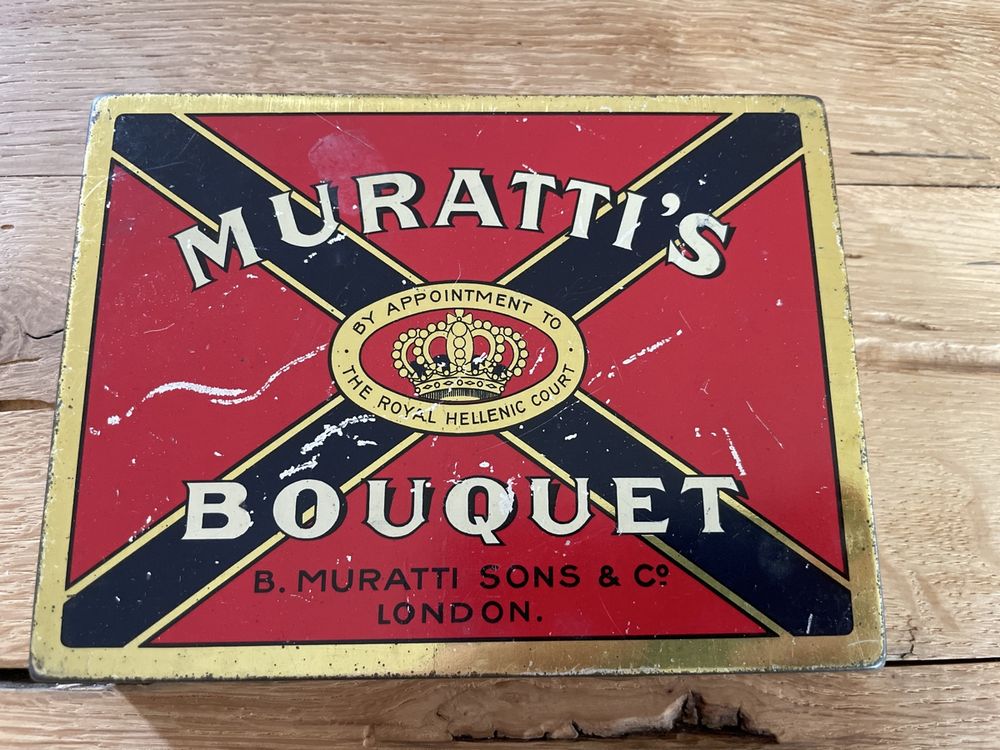 MURATTI'S
BY APPOINTMENT TO
THE ROYAL HELLENIC COURT
BOUQUET
B. MURATTI SONS & Cº
LONDON.